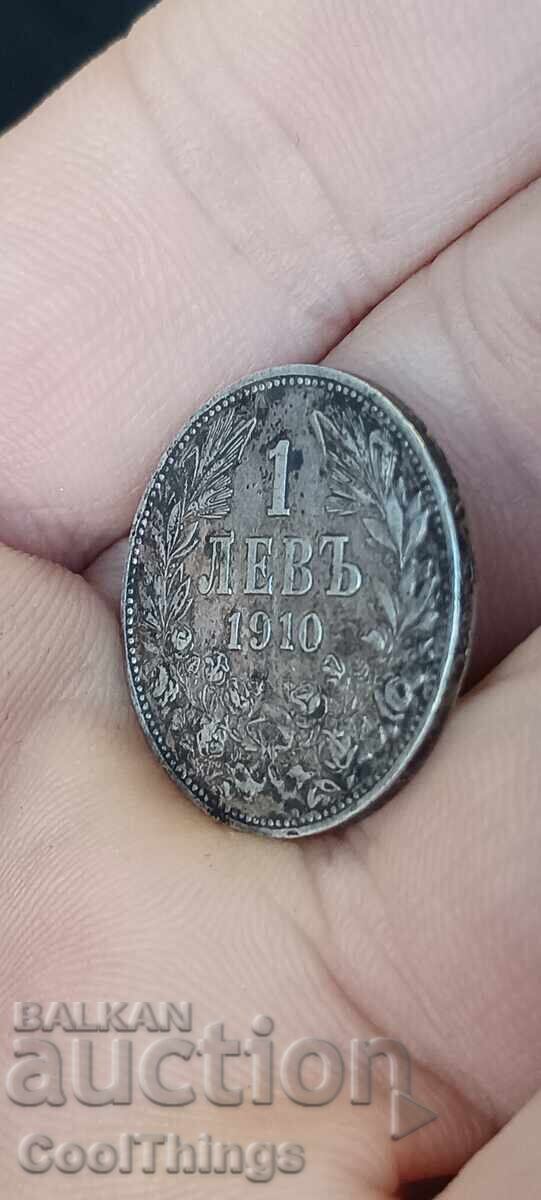 1
ЛЕВЪ
1910
BALKAN
auction
CoolThings